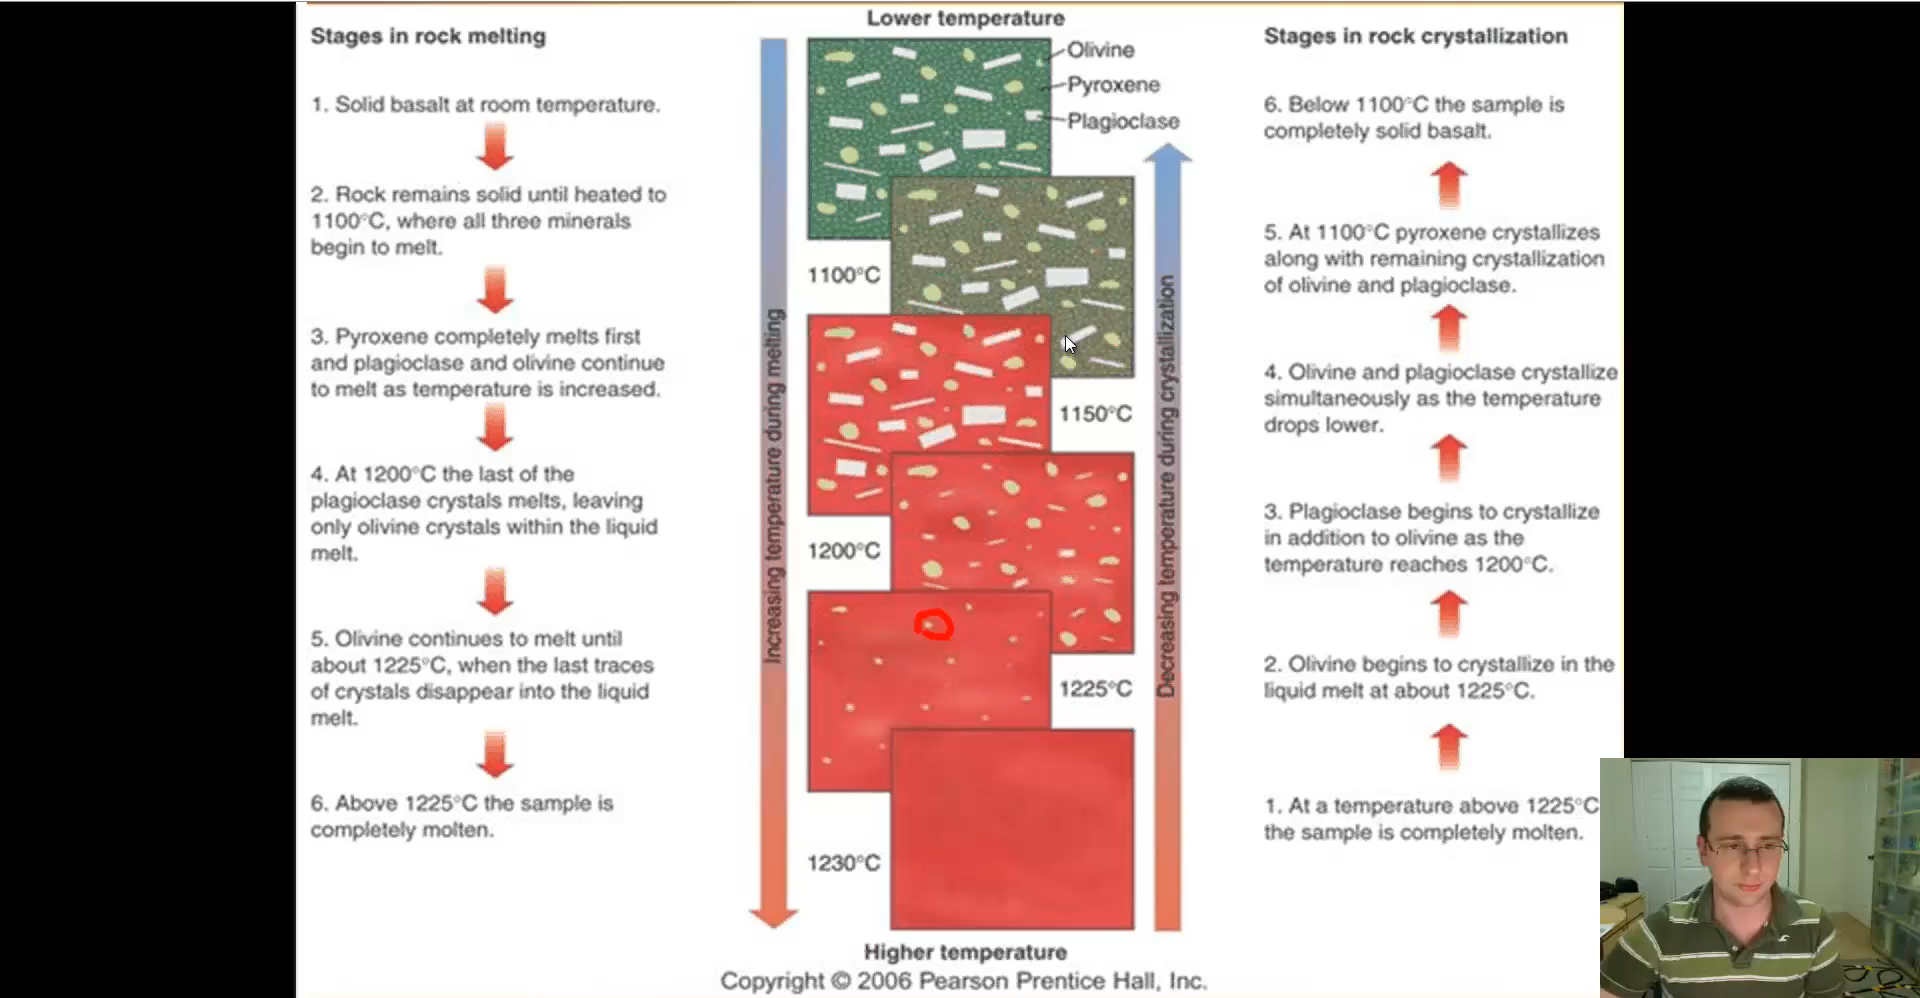 Lower temperature
Stages in rock melting
1. Solid basalt at room temperature.
2. Rock remains solid until heated to
1100°C, where all three minerals
begin to melt.
3. Pyroxene completely melts first
and plagioclase and olivine continue
to melt as temperature is increased.
4. At 1200°C the last of the
plagioclase crystals melts, leaving
only olivine crystals within the liquid
melt.
5. Olivine continues to melt until
about 1225°C, when the last traces
of crystals disappear into the liquid
melt.
6. Above 1225°C the sample is
completely molten.
Increasing temperature during melting
Olivine
Pyroxene
Plagioclase
1100°C
1150°C
1200°C
1225°C
1230°C
Decreasing temperature during crystallization
Stages in rock crystallization
6. Below 1100°C the sample is
completely solid basalt.
5. At 1100°C pyroxene crystallizes
along with remaining crystallization
of olivine and plagioclase.
4. Olivine and plagioclase crystallize
simultaneously as the temperature
drops lower.
3. Plagioclase begins to crystallize
in addition to olivine as the
temperature reaches 1200°C.
2. Olivine begins to crystallize in the
liquid melt at about 1225°C.
1. At a temperature above 1225°C
the sample is completely molten.
Higher temperature
Copyright © 2006 Pearson Prentice Hall, Inc.